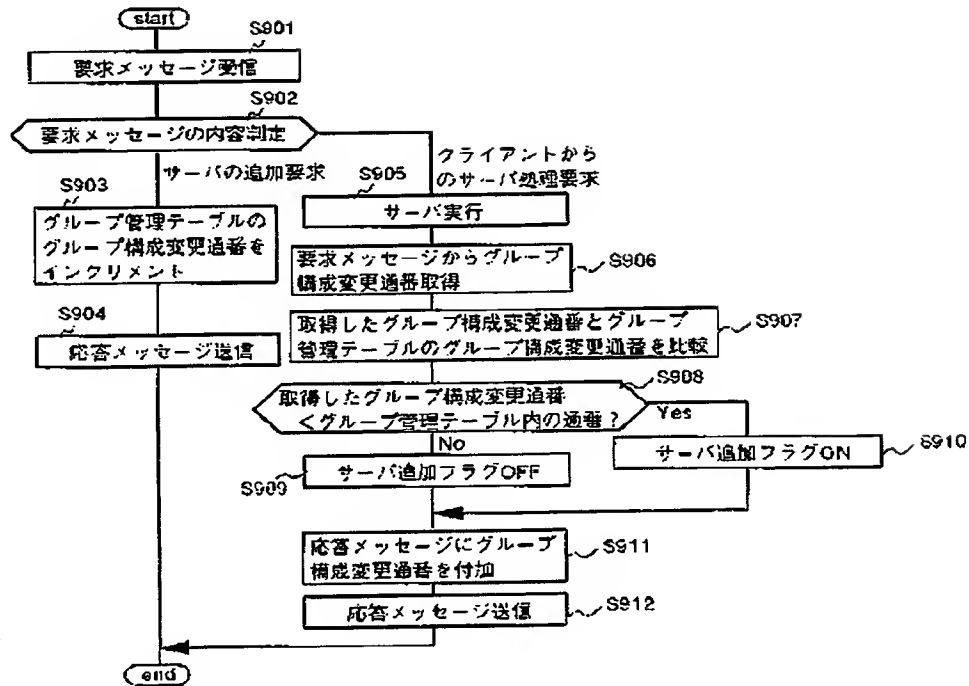 start
S901
要求メッセージ受信
S902
要求メッセージの内容判定
サーバの追加要求
クライアントから
のサーバ処理要求
S903
グループ管理テーブルの
グループ構成変更通番を
インクリメント
S904
応答メッセージ送信
S905
サーバ実行
要求メッセージからグループ
構成変更通番取得
S906
取得したグループ構成変更通番とグループ
管理テーブルのグループ構成変更通番を比較
S907
S908
取得したグループ構成変更通番
<グループ管理テーブル内の通番?
Yes
No
S909
サーバ追加フラグOFF
サーバ追加フラグON
S910
応答メッセージにグループ
構成変更通番を付加
S911
応答メッセージ送信
S912
end